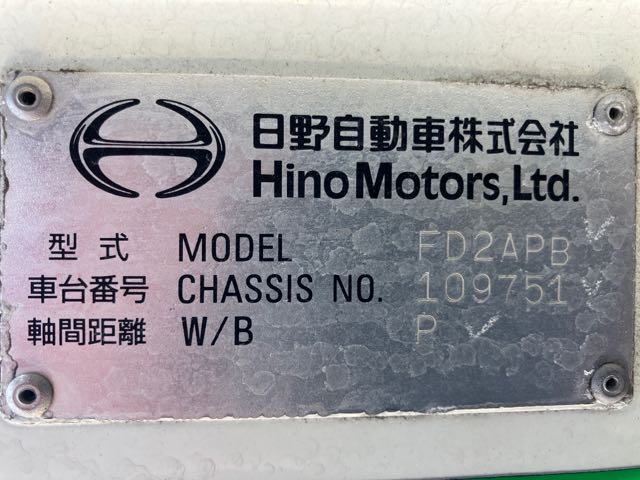 日野自動車株式会社
Hino Motors, Ltd.
型式 MODEL FD2APB
車台番号 CHASSIS NO. 109751
軸間距離 W/B P